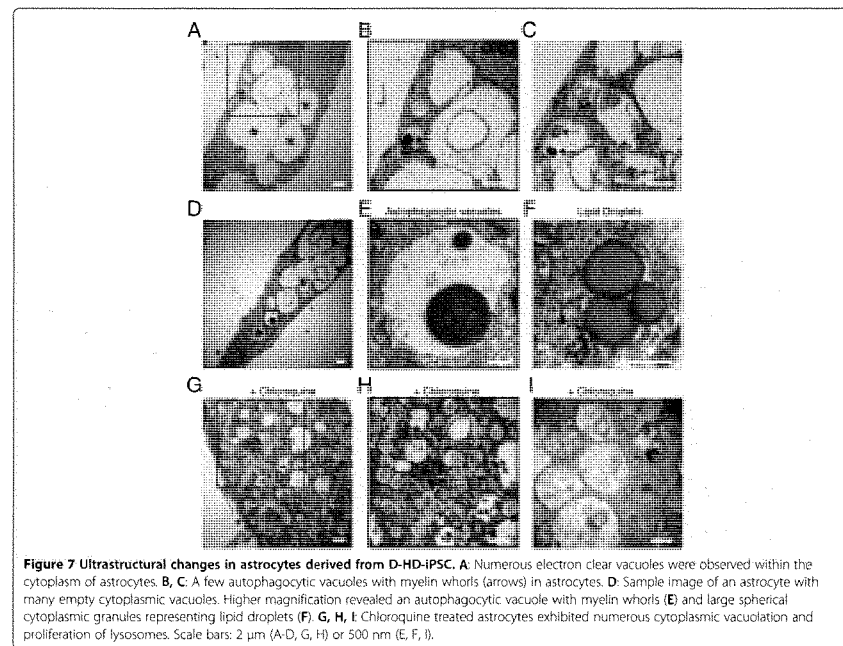 A
B
C
D
E
Autophagocytic vacuoles
F
Lipid Droplets
G
+ Chloroquine
H
+ Chloroquine
I
+ Chloroquine
Figure 7 Ultrastructural changes in astrocytes derived from D-HD-iPSC. A: Numerous electron clear vacuoles were observed within the
cytoplasm of astrocytes. B, C: A few autophagocytic vacuoles with myelin whorls (arrows) in astrocytes. D: Sample image of an astrocyte with
many empty cytoplasmic vacuoles. Higher magnification revealed an autophagocytic vacuole with myelin whorls (E) and large spherical
cytoplasmic granules representing lipid droplets (F). G, H, I: Chloroquine treated astrocytes exhibited numerous cytoplasmic vacuolation and
proliferation of lysosomes. Scale bars: 2 μm (A-D, G, H) or 500 nm (E, F, I).